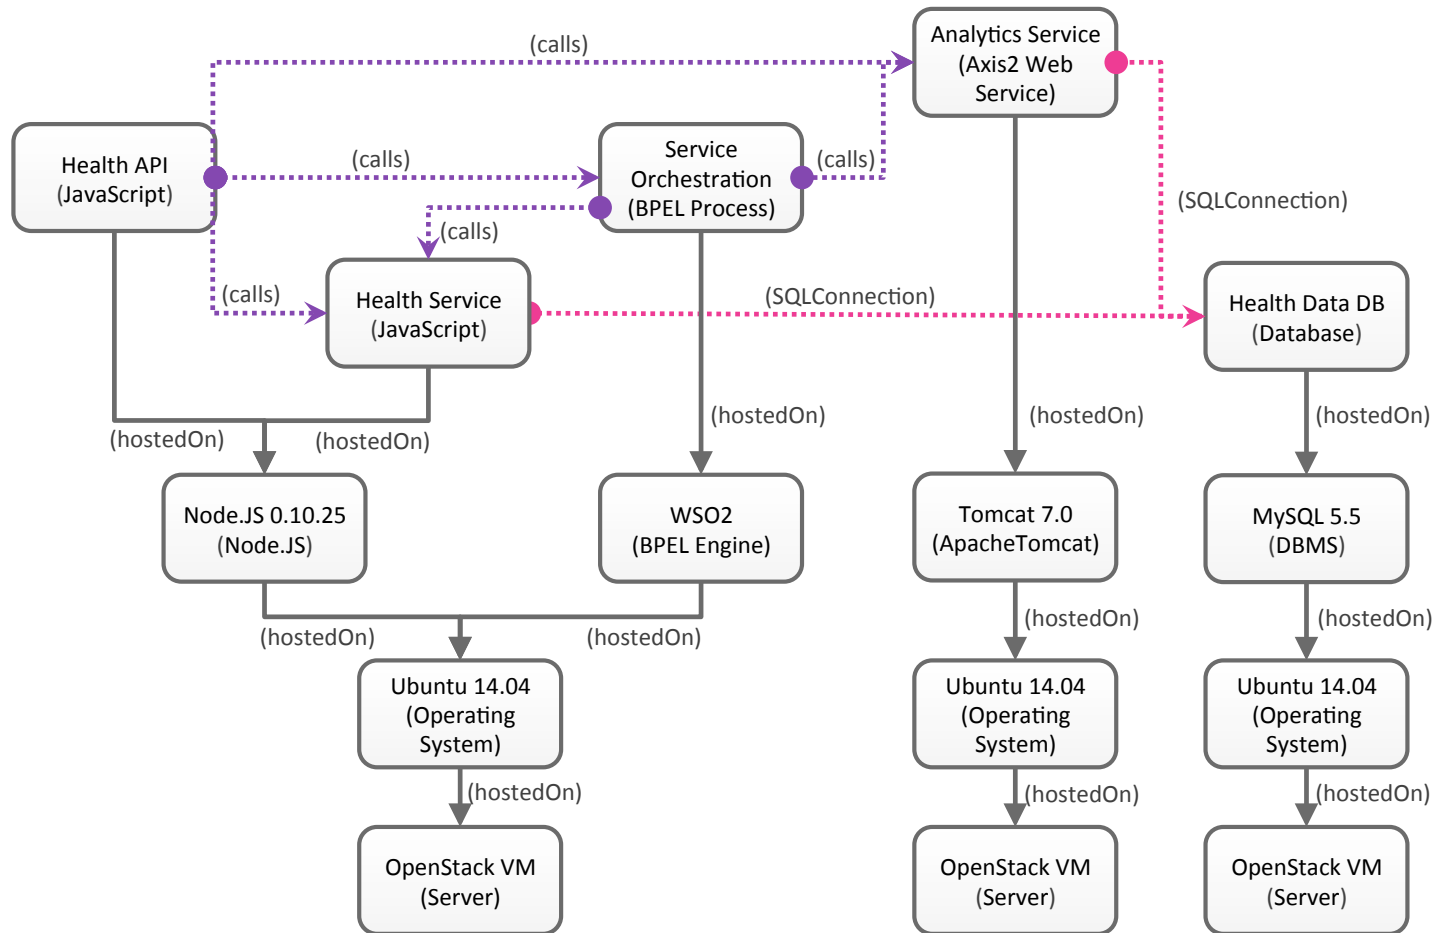 Analytics Service
(Axis2 Web
Service)
(calls)
Health API
(JavaScript)
(calls)
Service
Orchestration
(BPEL Process)
(calls)
(SQLConnection)
(calls)
(calls)
Health Service
(JavaScript)
(SQLConnection)
Health Data DB
(Database)
(hostedOn)
(hostedOn)
(hostedOn)
(hostedOn)
(hostedOn)
Node.JS 0.10.25
(Node.JS)
WSO2
(BPEL Engine)
Tomcat 7.0
(ApacheTomcat)
MySQL 5.5
(DBMS)
(hostedOn)
(hostedOn)
(hostedOn)
(hostedOn)
Ubuntu 14.04
(Operating
System)
Ubuntu 14.04
(Operating
System)
Ubuntu 14.04
(Operating
System)
(hostedOn)
(hostedOn)
(hostedOn)
OpenStack VM
(Server)
OpenStack VM
(Server)
OpenStack VM
(Server)